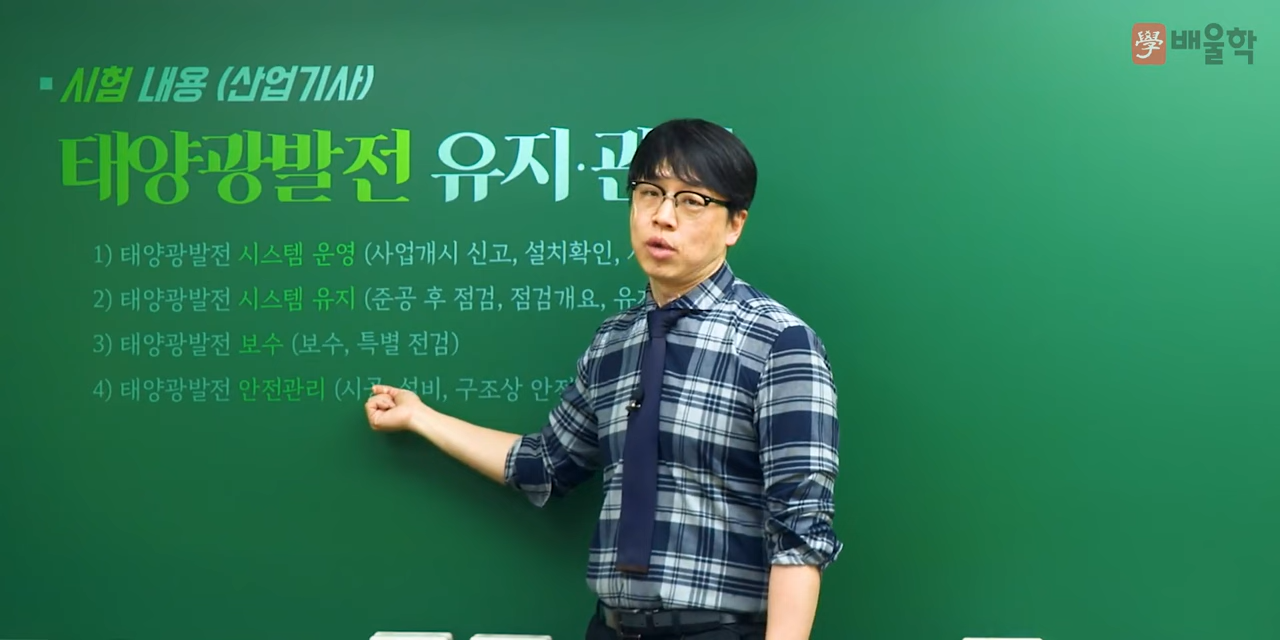 學 배울학
시험 내용 (산업기사)
태양광발전 유지·관
1) 태양광발전 시스템 운영 (사업개시 신고, 설치확인,
2) 태양광발전 시스템 유지 (준공 후 점검, 점검개요, 유지
3) 태양광발전 보수 (보수, 특별 전검)
4) 태양광발전 안전관리 (시공, 설비, 구조상 안전